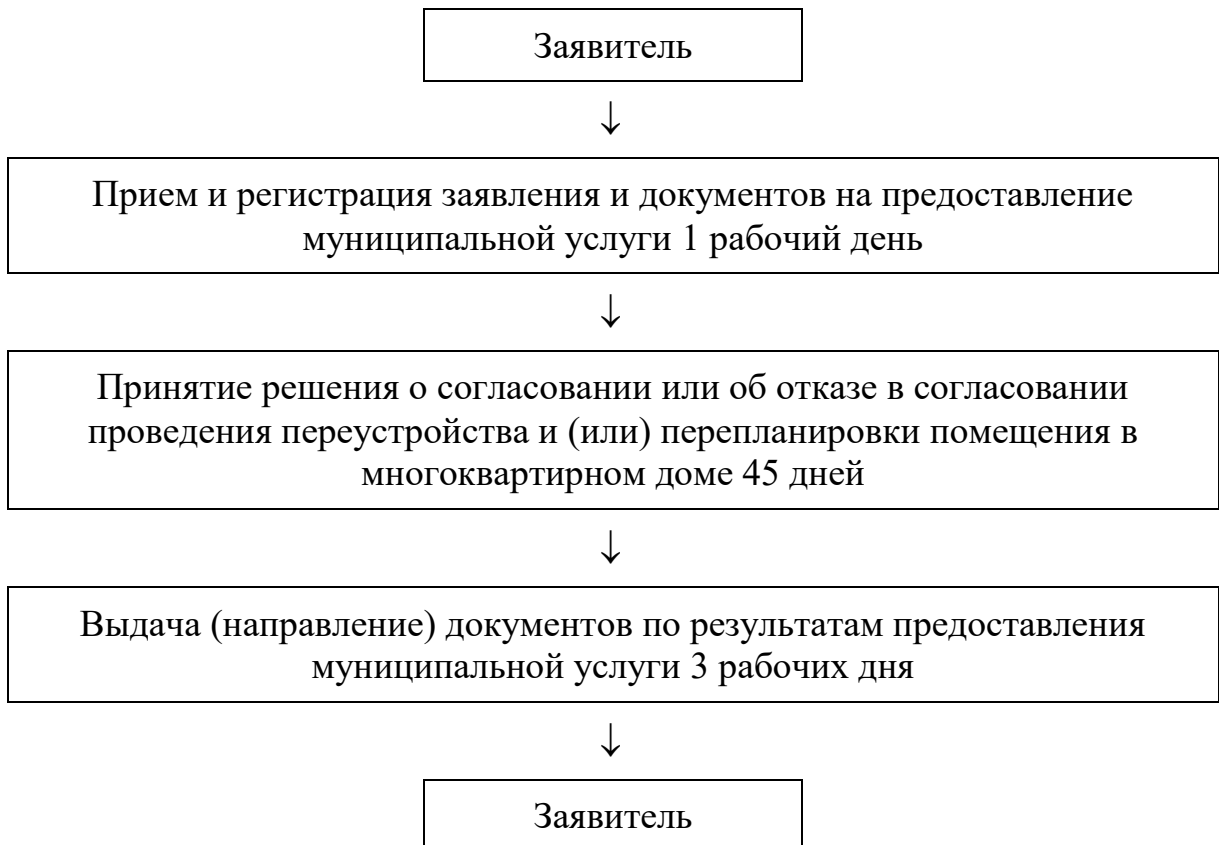 Заявитель
↓
Прием и регистрация заявления и документов на предоставление
муниципальной услуги 1 рабочий день
↓
Принятие решения о согласовании или об отказе в согласовании
проведения переустройства и (или) перепланировки помещения в
многоквартирном доме 45 дней
↓
Выдача (направление) документов по результатам предоставления
муниципальной услуги 3 рабочих дня
↓
Заявитель